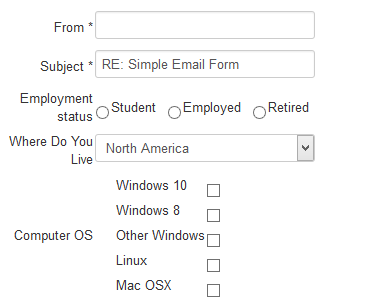 From *
Subject * RE: Simple Email Form
Employment
status Student Employed Retired
Where Do You
Live North America
Windows 10
Windows 8
Computer OS Other Windows
Linux
Mac OSX